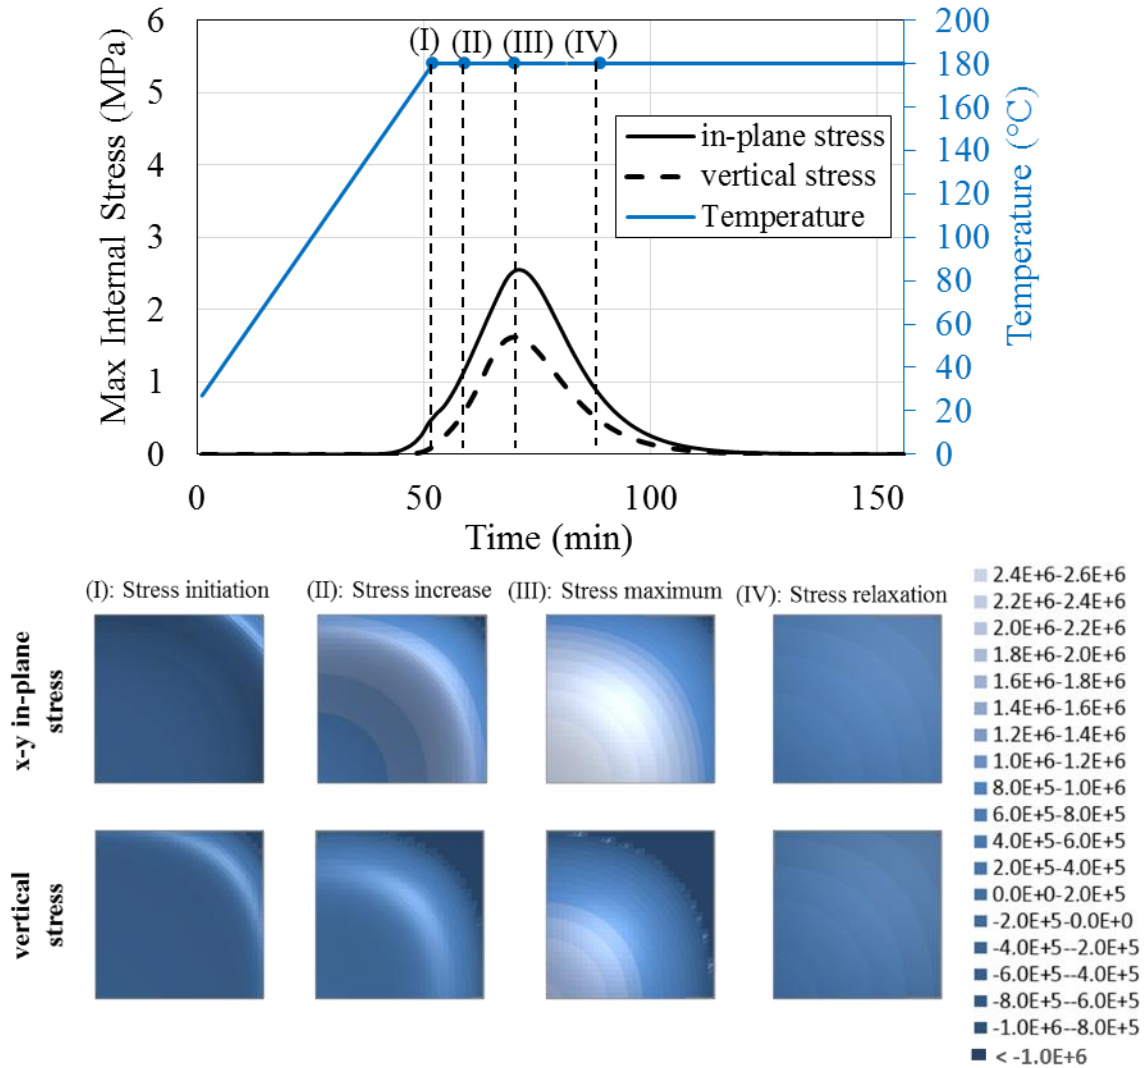 Max Internal Stress (MPa)
6
5
4
3
2
1
0
(I) (II) (III) (IV)
in-plane stress
vertical stress
Temperature
200
180
160
140
120
100
80
60
40
20
0
Temperature (°C)
0 50 100 150
Time (min)
(I): Stress initiation (II): Stress increase (III): Stress maximum (IV): Stress relaxation
x-y in-plane
stress
vertical
stress
2.4E+6-2.6E+6
2.2E+6-2.4E+6
2.0E+6-2.2E+6
1.8E+6-2.0E+6
1.6E+6-1.8E+6
1.4E+6-1.6E+6
1.2E+6-1.4E+6
1.0E+6-1.2E+6
8.0E+5-1.0E+6
6.0E+5-8.0E+5
4.0E+5-6.0E+5
2.0E+5-4.0E+5
0.0E+0-2.0E+5
-2.0E+5-0.0E+0
-4.0E+5--2.0E+5
-6.0E+5--4.0E+5
-8.0E+5--6.0E+5
-1.0E+6--8.0E+5
< -1.0E+6